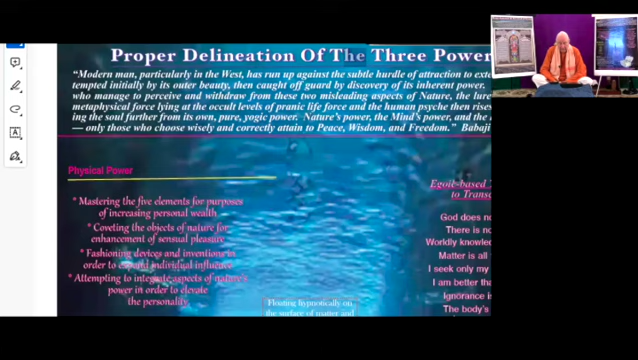 Proper Delineation Of The Three Power
“Modern man, particularly in the West, has run up against the subtle hurdle of attraction to exte
tempted initially by its outer beauty, then caught off guard by discovery of its inherent power.
who manage to perceive and withdraw from these two misleading aspects of Nature, the lure
metaphysical force lying at the occult levels of pranic life force and the human psyche then rises
ing the soul further from its own, pure, yogic power. Nature's power, the Mind's power, and the
— only those who choose wisely and correctly attain to Peace, Wisdom, and Freedom.” Babaji
Physical Power
* Mastering the five elements for purposes
of increasing personal wealth
* Coveting the objects of nature for
enhancement of sensual pleasure
* Fashioning devices and inventions in
order to expand individual influence
* Attempting to integrate aspects of nature's
power in order to elevate
the personality.
Floating hypnotically on
the surface of matter and
Egoic-based
to Transc
God does no
There is no
Worldly knowled
Matter is all
I seek only my
I am better tha
Ignorance is
The body's